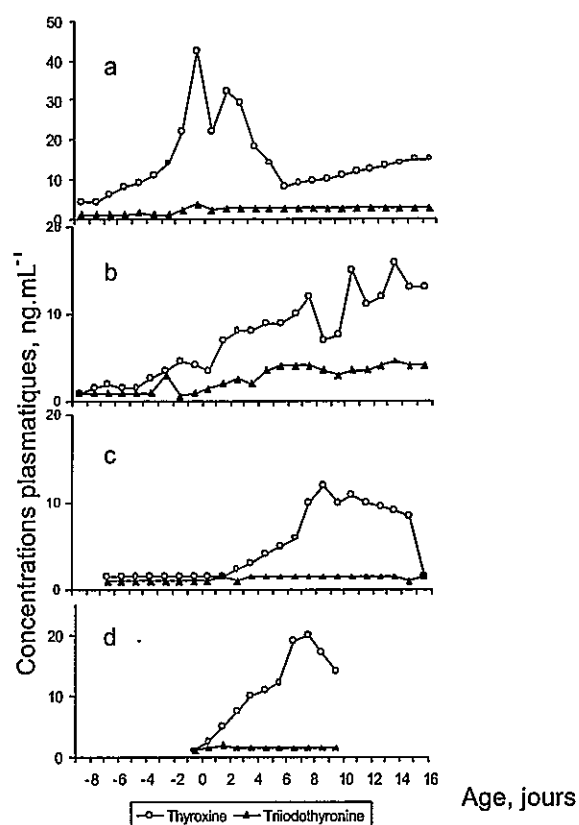 50
a
40
30
20
10
0
20
b
10
0
20
c
10
0
d
20
10
0
-8 -6 -4 -2 0 2 4 6 8 10 12 14 16
Concentrations plasmatiques, ng.mL⁻¹
Age, jours
Thyroxine Triiodothyronine